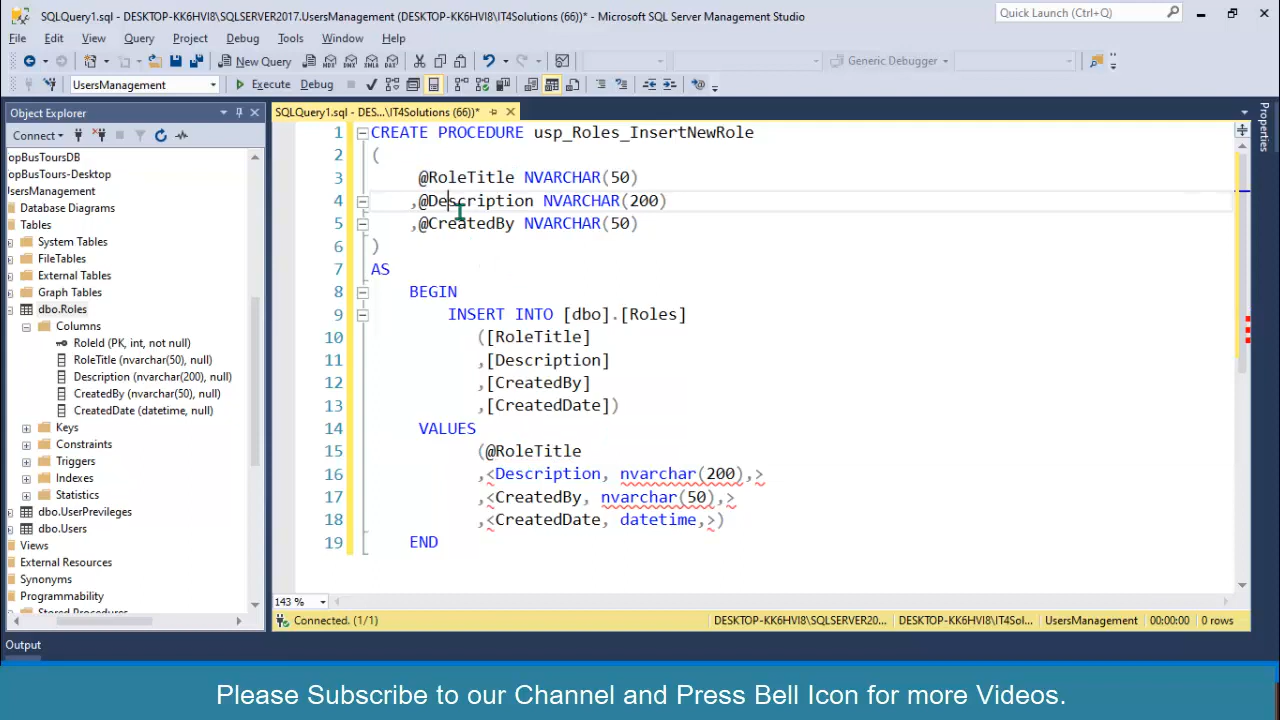 SQLQuery1.sql - DESKTOP-KK6HVI8\SQLSERVER2017.UsersManagement (DESKTOP-KK6HVI8\IT4Solutions (66))* - Microsoft SQL Server Management Studio
Quick Launch (Ctrl+Q)
File Edit View Query Project Debug Tools Window Help
New Query
Generic Debugger
UsersManagement
Execute Debug
Object Explorer
SQLQuery1.sql - DES...\IT4Solutions (66))*
Properties
Connect
opBusToursDB
opBusTours-Desktop
JsersManagement
Database Diagrams
Tables
System Tables
FileTables
External Tables
Graph Tables
dbo.Roles
Columns
RoleId (PK, int, not null)
RoleTitle (nvarchar(50), null)
Description (nvarchar(200), null)
CreatedBy (nvarchar(50), null)
CreatedDate (datetime, null)
Keys
Constraints
Triggers
Indexes
Statistics
dbo.UserPrevileges
dbo.Users
Views
External Resources
Synonyms
Programmability
Stored Procedures
1 CREATE PROCEDURE usp_Roles_InsertNewRole
2 (
3 @RoleTitle NVARCHAR(50)
4 ,@Description NVARCHAR(200)
5 ,@CreatedBy NVARCHAR(50)
6 )
7 AS
8 BEGIN
9 INSERT INTO [dbo].[Roles]
10 ([RoleTitle]
11 ,[Description]
12 ,[CreatedBy]
13 ,[CreatedDate])
14 VALUES
15 (@RoleTitle
16 ,<Description, nvarchar(200),>
17 ,<CreatedBy, nvarchar(50),>
18 ,<CreatedDate, datetime,>)
19 END
143 %
Connected. (1/1)
DESKTOP-KK6HVI8\SQLSERVER20... DESKTOP-KK6HVI8\IT4Sol... UsersManagement 00:00:00 0 rows
Output
Please Subscribe to our Channel and Press Bell Icon for more Videos.